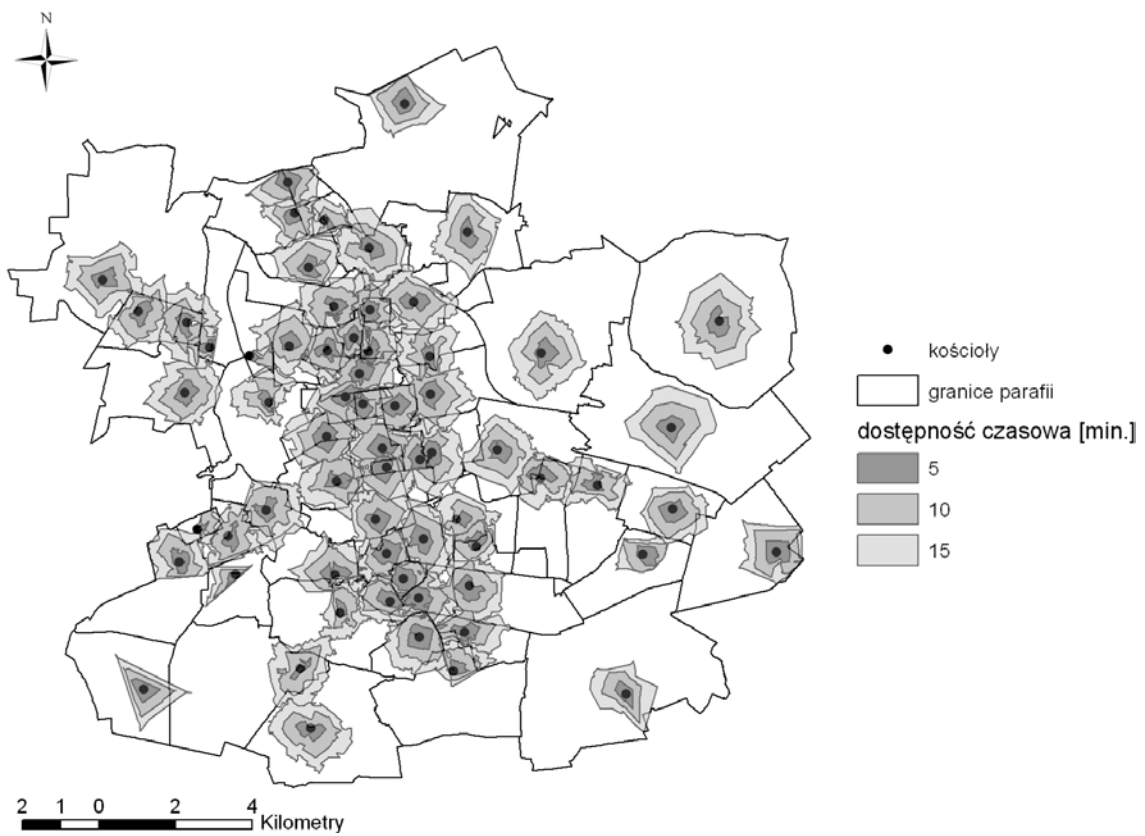 N
kościoły
granice parafii
dostępność czasowa [min.]
5
10
15
2 1 0 2 4
Kilometry